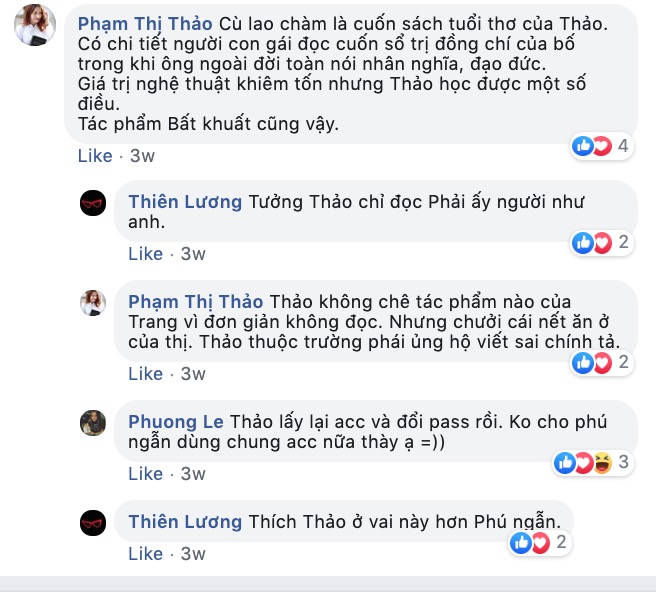 Phạm Thị Thảo Cù lao chàm là cuốn sách tuổi thơ của Thảo.
Có chi tiết người con gái đọc cuốn sổ trị đồng chí của bố
trong khi ông ngoài đời toàn nói nhân nghĩa, đạo đức.
Giá trị nghệ thuật khiêm tốn nhưng Thảo học được một số
điều.
Tác phẩm Bất khuất cũng vậy.
4
Like · 3w
Thiên Lương Tưởng Thảo chỉ đọc Phải ấy người như
anh.
2
Like · 3w
Phạm Thị Thảo Thảo không chê tác phẩm nào của
Trang vì đơn giản không đọc. Nhưng chưởi cái nết ăn ở
của thị. Thảo thuộc trường phái ủng hộ viết sai chính tả.
2
Like · 3w
Phuong Le Thảo lấy lại acc và đổi pass rồi. Ko cho phú
ngẫn dùng chung acc nữa thày ạ =))
3
Like · 3w
Thiên Lương Thích Thảo ở vai này hơn Phú ngẫn.
2
Like · 3w